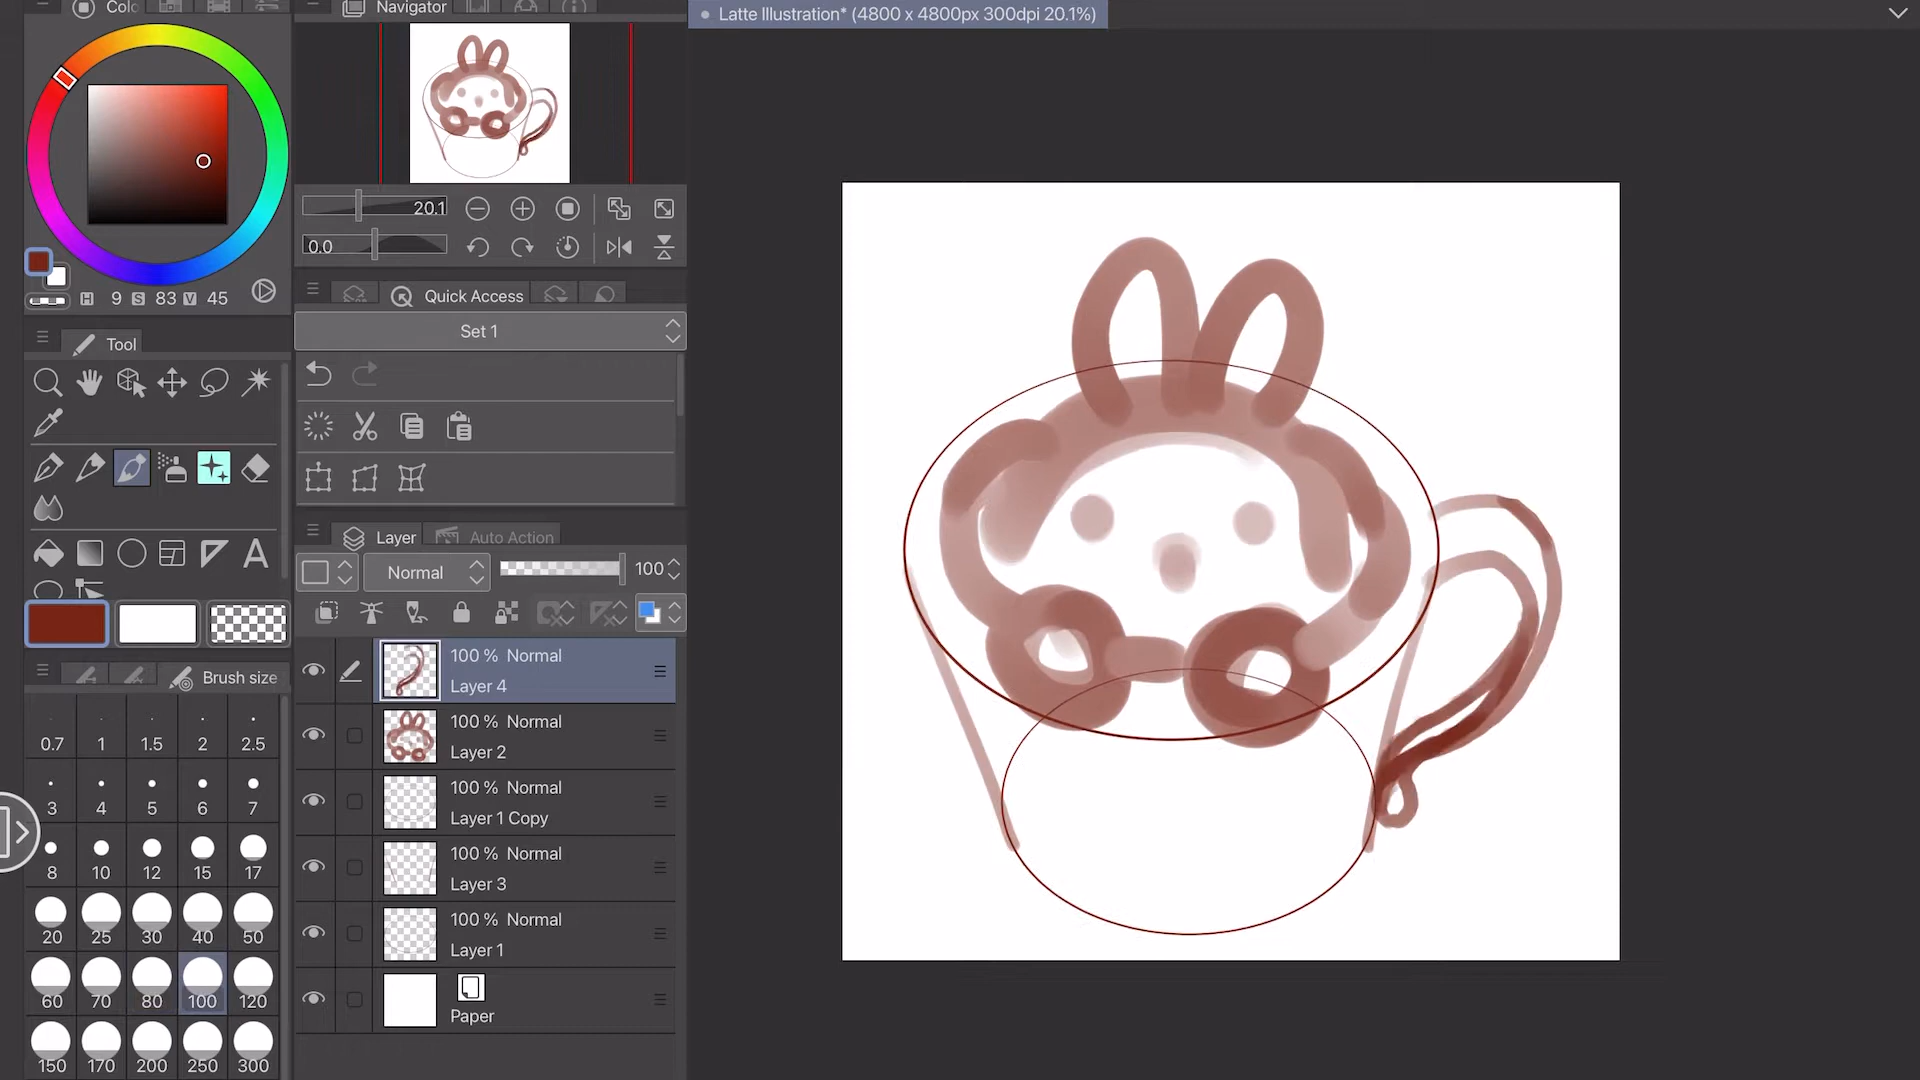 Colo
Navigator
Latte Illustration* (4800 x 4800px 300dpi 20.1%)
20.1
0.0
H 9 S 83 V 45
Quick Access
Tool
Set 1
A
Layer
Auto Action
Normal
100
Brush size
100 % Normal
Layer 4
0.7 1 1.5 2 2.5
100 % Normal
Layer 2
3 4 5 6 7
100 % Normal
Layer 1 Copy
8 10 12 15 17
100 % Normal
Layer 3
20 25 30 40 50
100 % Normal
Layer 1
60 70 80 100 120
Paper
150 170 200 250 300